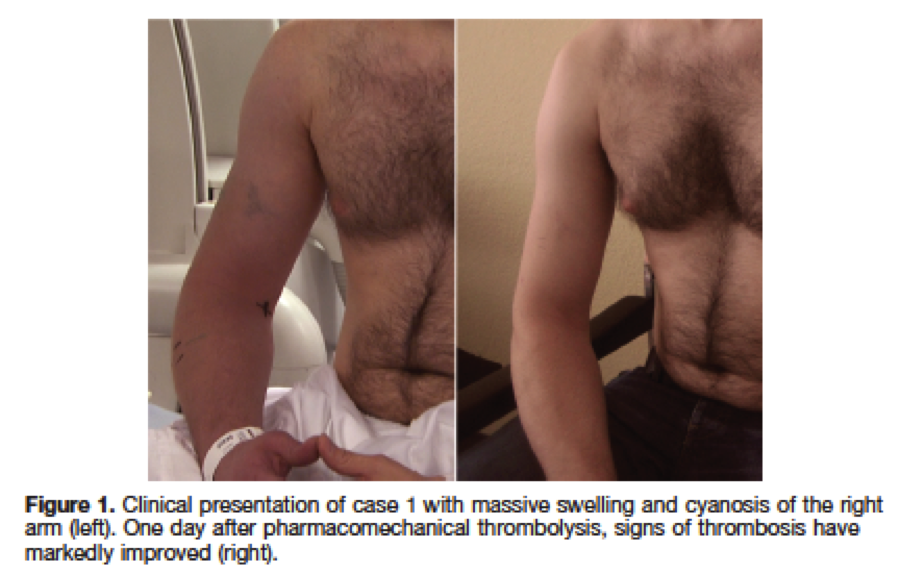 Figure 1. Clinical presentation of case 1 with massive swelling and cyanosis of the right
arm (left). One day after pharmacomechanical thrombolysis, signs of thrombosis have
markedly improved (right).